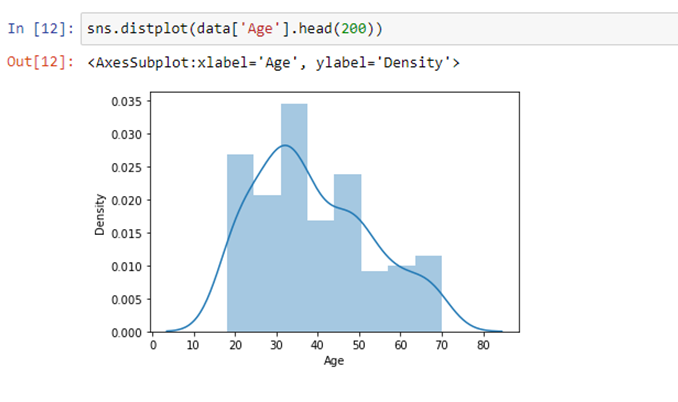 In [12]: sns.distplot(data['Age'].head(200))
Out[12]: <AxesSubplot:xlabel='Age', ylabel='Density'>
0.035
0.030
0.025
0.020
0.015
0.010
0.005
0.000
Density
0 10 20 30 40 50 60 70 80
Age